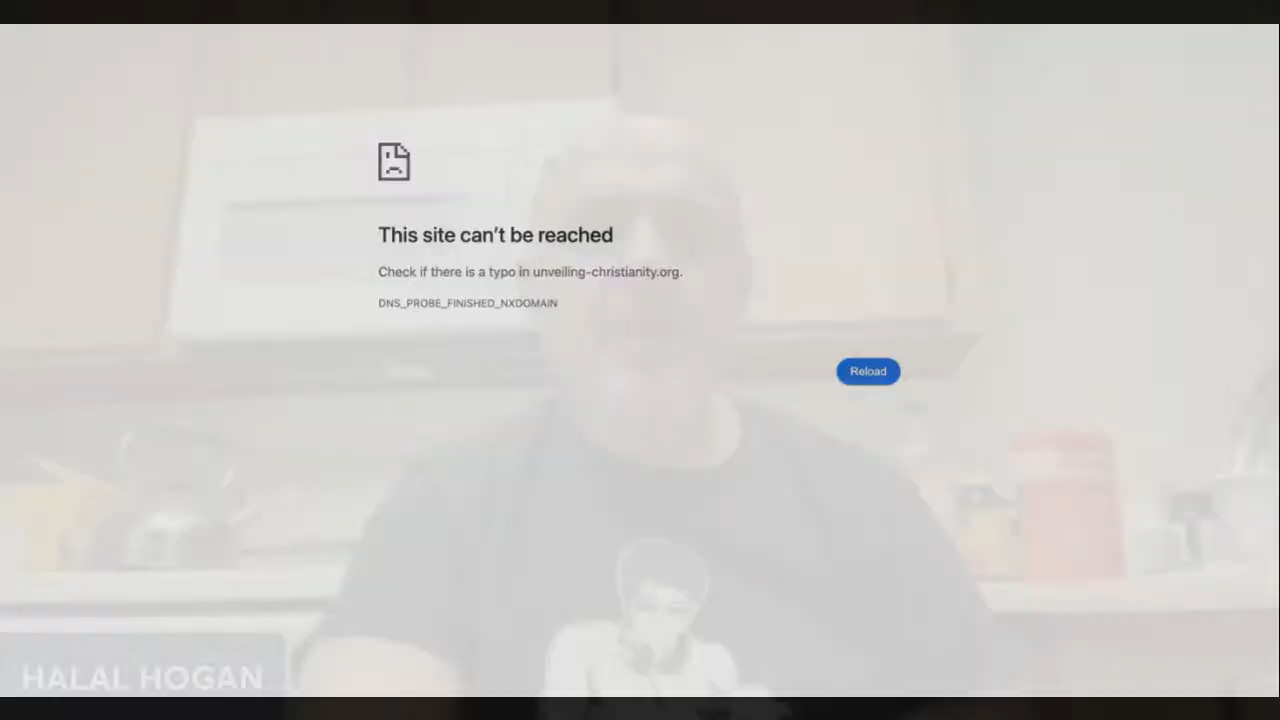 This site can't be reached
Check if there is a typo in unveiling-christianity.org.
DNS_PROBE_FINISHED_NXDOMAIN
Reload
HALAL HOGAN